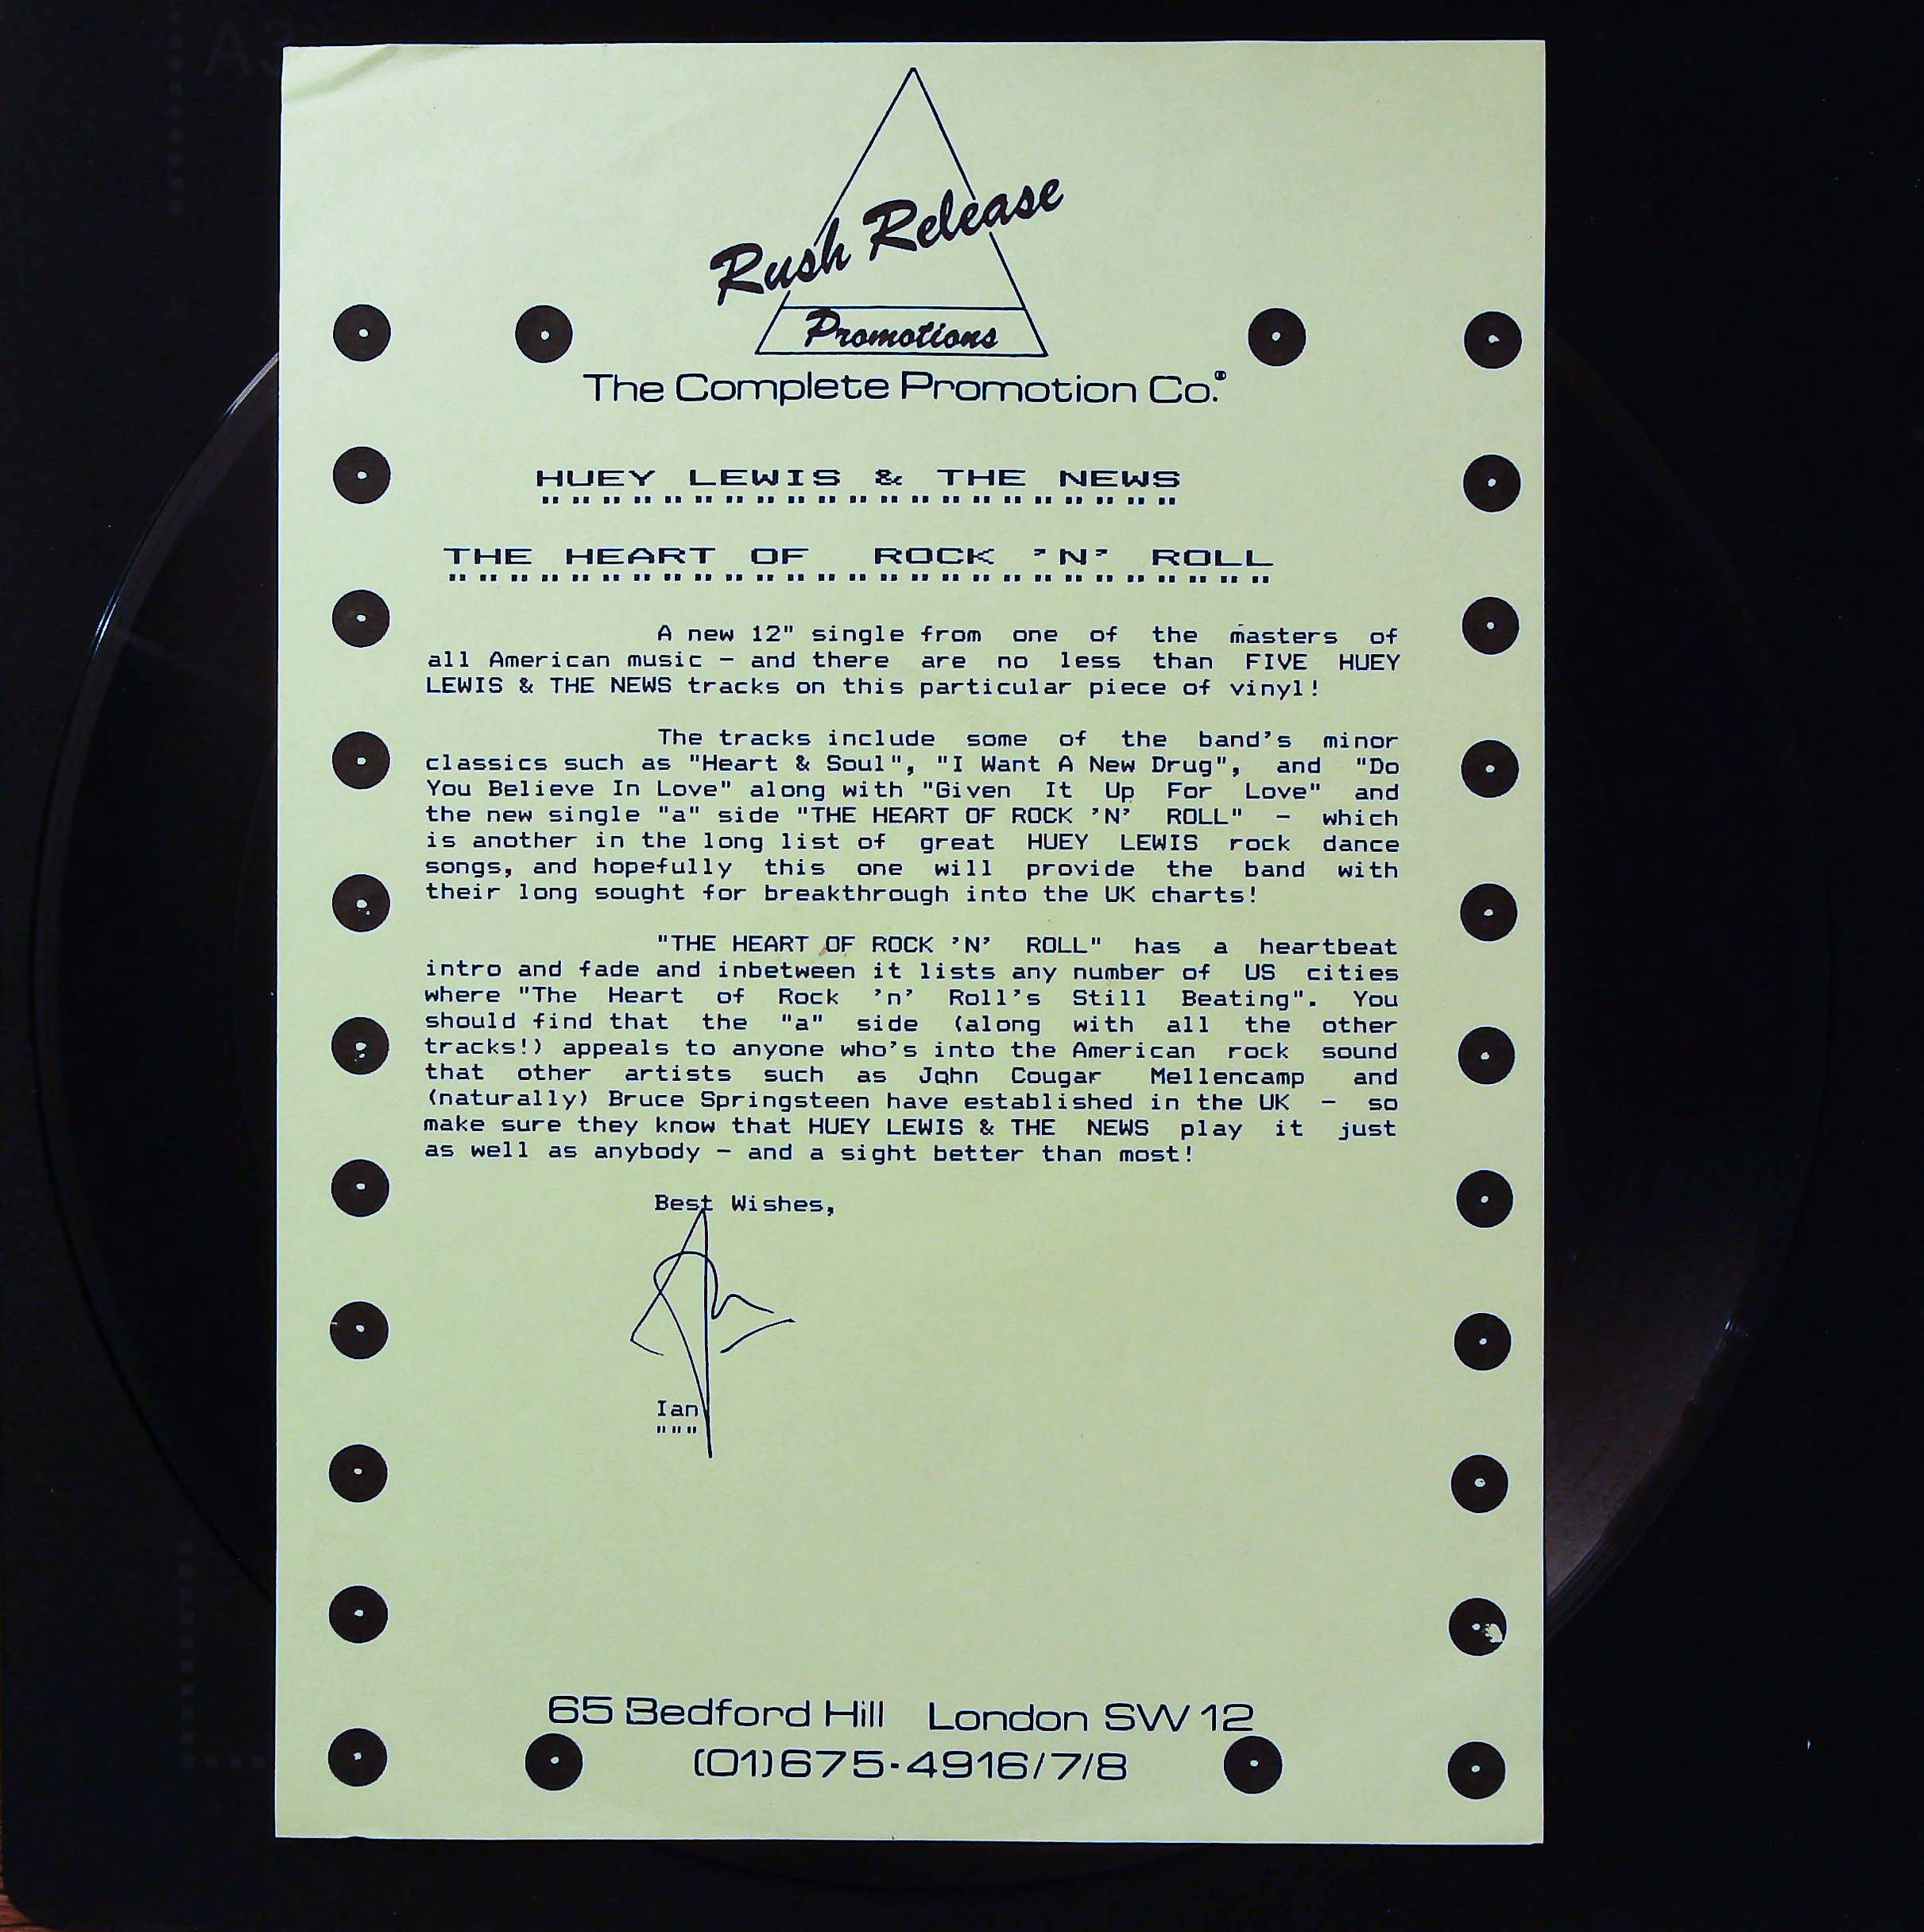 Rush Release
Promotions
The Complete Promotion Co.
HUEY LEWIS & THE NEWS
""""""""""""""""""""""
THE HEART OF ROCK 'N' ROLL
"""""""""""""""""""""""""""
A new 12" single from one of the masters of
all American music - and there are no less than FIVE HUEY
LEWIS & THE NEWS tracks on this particular piece of vinyl!
The tracks include some of the band's minor
classics such as "Heart & Soul", "I Want A New Drug", and "Do
You Believe In Love" along with "Given It Up For Love" and
the new single "a" side "THE HEART OF ROCK 'N' ROLL" - which
is another in the long list of great HUEY LEWIS rock dance
songs, and hopefully this one will provide the band with
their long sought for breakthrough into the UK charts!
"THE HEART OF ROCK 'N' ROLL" has a heartbeat
intro and fade and inbetween it lists any number of US cities
where "The Heart of Rock 'n' Roll's Still Beating". You
should find that the "a" side (along with all the other
tracks!) appeals to anyone who's into the American rock sound
that other artists such as John Cougar Mellencamp and
(naturally) Bruce Springsteen have established in the UK - so
make sure they know that HUEY LEWIS & THE NEWS play it just
as well as anybody - and a sight better than most!
Best Wishes,
Ian
"""
65 Bedford Hill London SW12
(01)675-4916/7/8